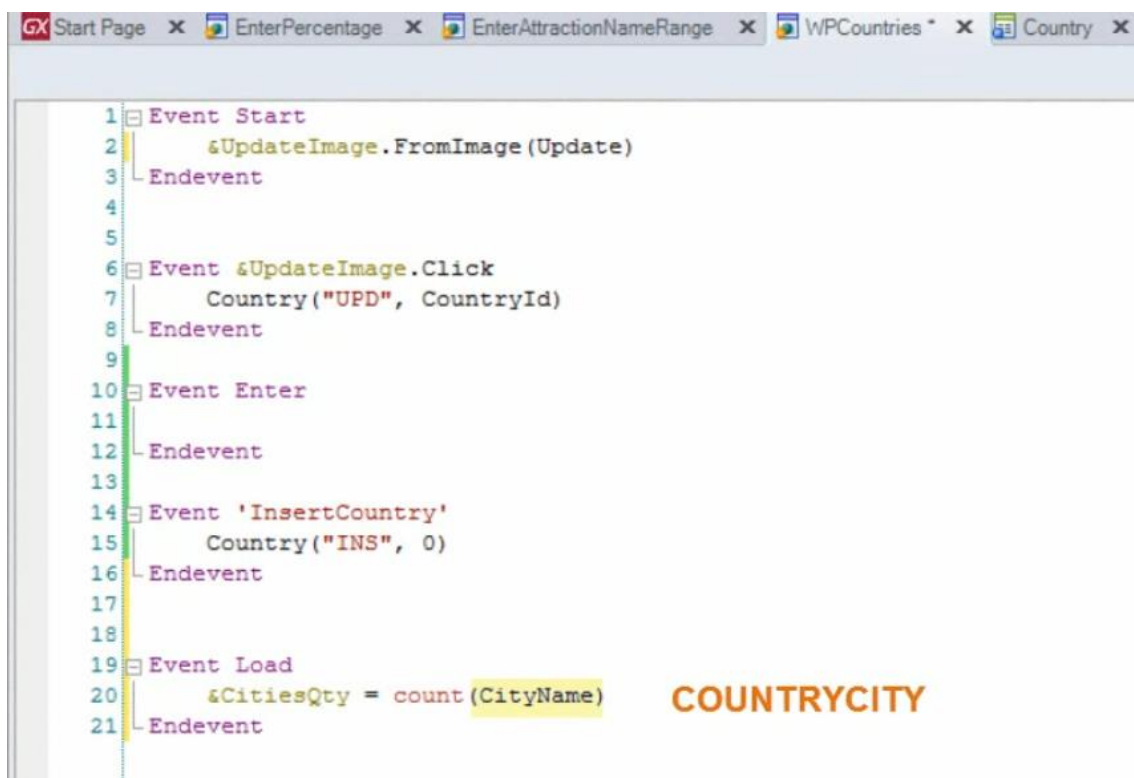 GX Start Page X EnterPercentage X EnterAttractionNameRange X WPCountries * X Country X
1 Event Start
2 &UpdateImage.FromImage(Update)
3 Endevent
4
5
6 Event &UpdateImage.Click
7 Country("UPD", CountryId)
8 Endevent
9
10 Event Enter
11
12 Endevent
13
14 Event 'InsertCountry'
15 Country("INS", 0)
16 Endevent
17
18
19 Event Load
20 &CitiesQty = count(CityName) COUNTRYCITY
21 Endevent